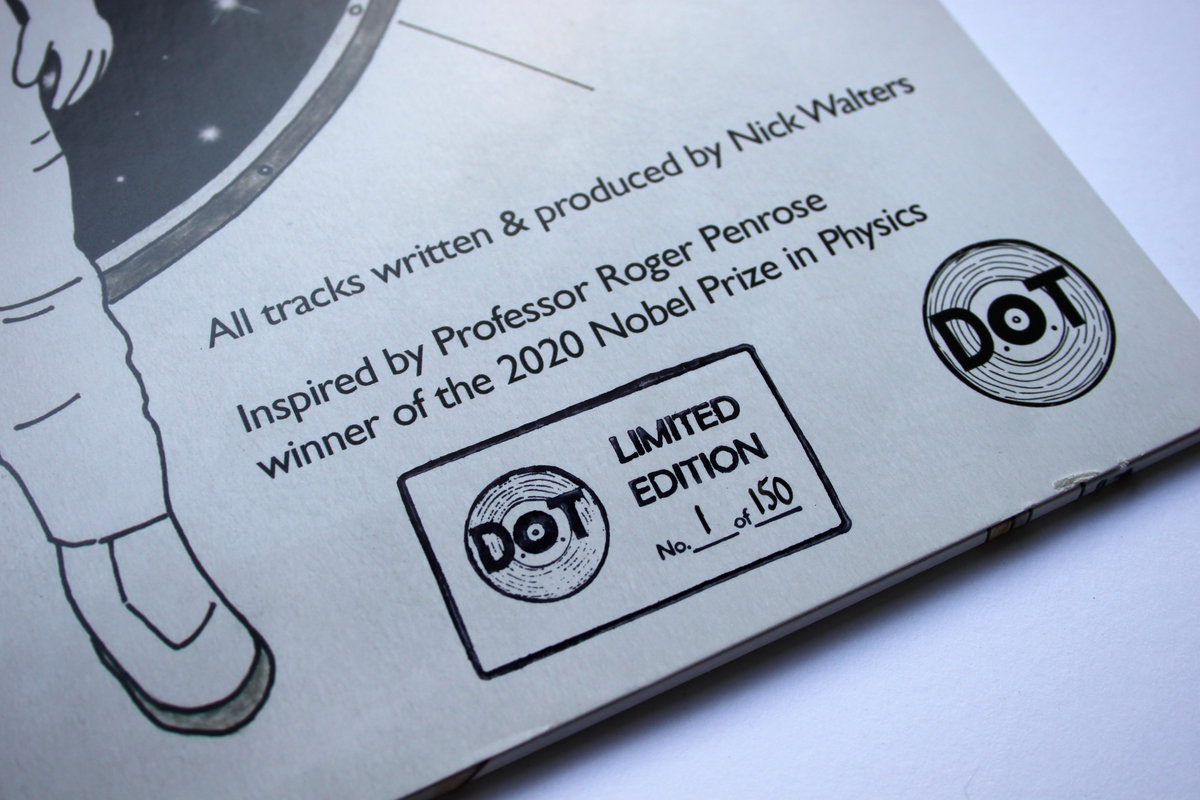 All tracks written & produced by Nick Walters
Inspired by Professor Roger Penrose
winner of the 2020 Nobel Prize in Physics
D.O.T
D.O.T
LIMITED
EDITION
No. 1 of 150